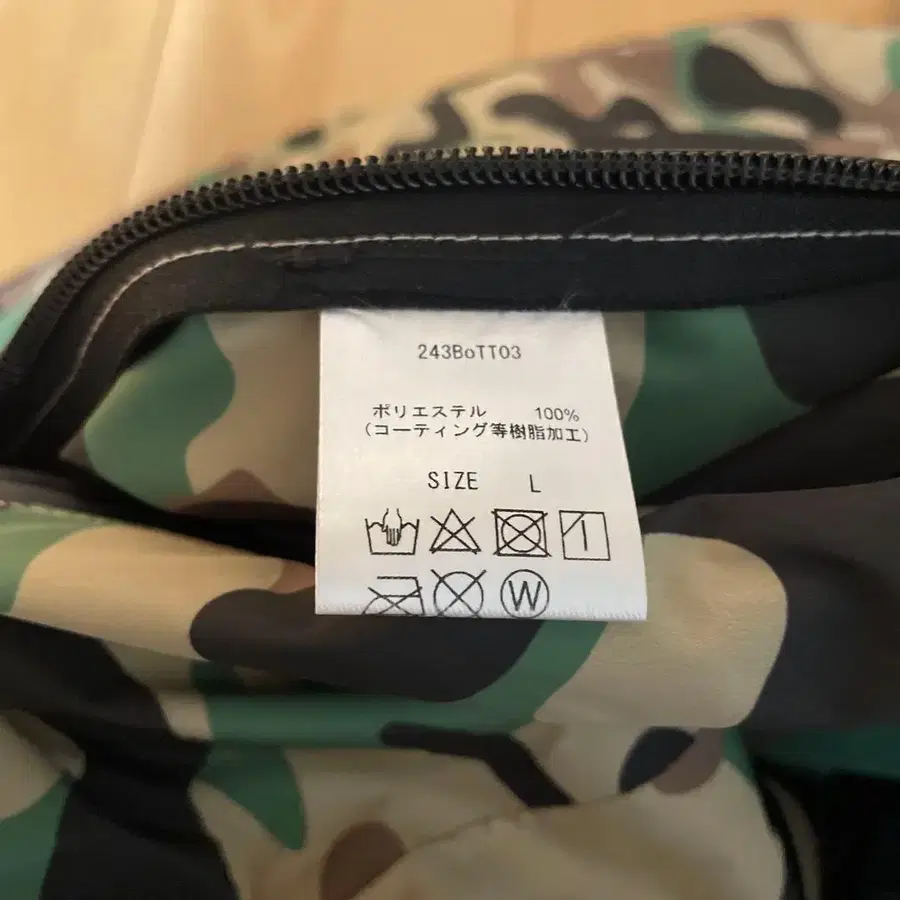 243BoTT03
ポリエステル 100%
(コーティング等樹脂加工)
SIZE L
W